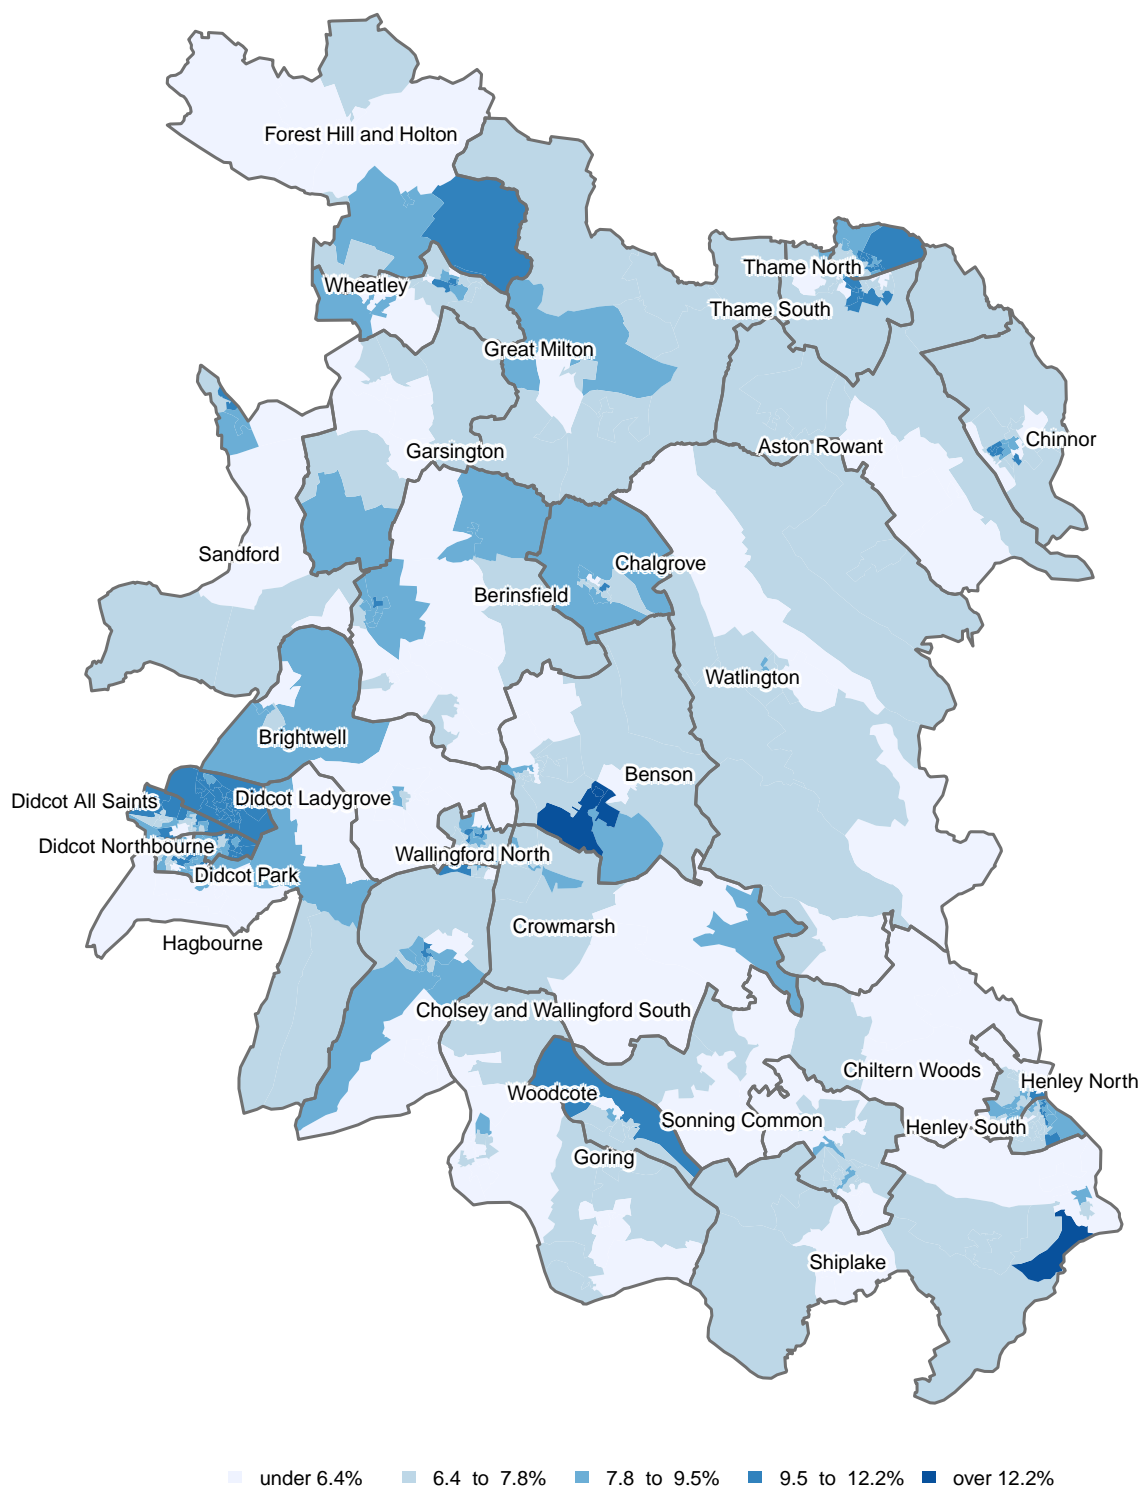 Forest Hill and Holton
Thame North
Wheatley
Thame South
Great Milton
Chinnor
Aston Rowant
Garsington
Sandford
Chalgrove
Berinsfield
Watlington
Brightwell
Benson
Didcot All Saints
Didcot Ladygrove
Didcot Northbourne
Wallingford North
Didcot Park
Crowmarsh
Hagbourne
Cholsey and Wallingford South
Chiltern Woods
Henley North
Woodcote
Sonning Common
Henley South
Goring
Shiplake
under 6.4% 6.4 to 7.8% 7.8 to 9.5% 9.5 to 12.2% over 12.2%